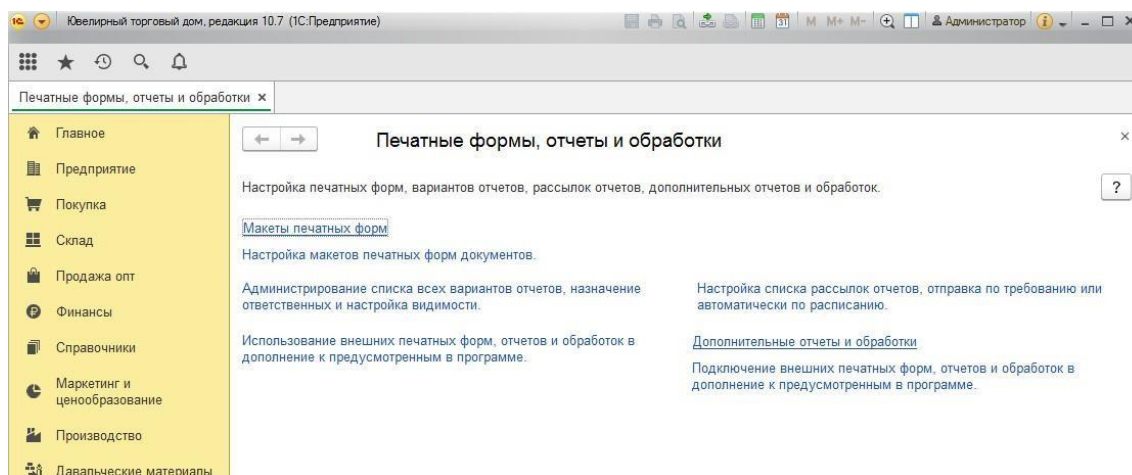 1С Ювелирный торговый дом, редакция 10.7 (1С:Предприятие) 31 M M+ M- Администратор
Печатные формы, отчеты и обработки ×
Главное
Предприятие
Покупка
Склад
Продажа опт
Финансы
Справочники
Маркетинг и
ценообразование
Производство
Давальческие материалы
Печатные формы, отчеты и обработки
Настройка печатных форм, вариантов отчетов, рассылок отчетов, дополнительных отчетов и обработок. ?
Макеты печатных форм
Настройка макетов печатных форм документов.
Администрирование списка всех вариантов отчетов, назначение
ответственных и настройка видимости.
Настройка списка рассылок отчетов, отправка по требованию или
автоматически по расписанию.
Использование внешних печатных форм, отчетов и обработок в
дополнение к предусмотренным в программе.
Дополнительные отчеты и обработки
Подключение внешних печатных форм, отчетов и обработок в
дополнение к предусмотренным в программе.